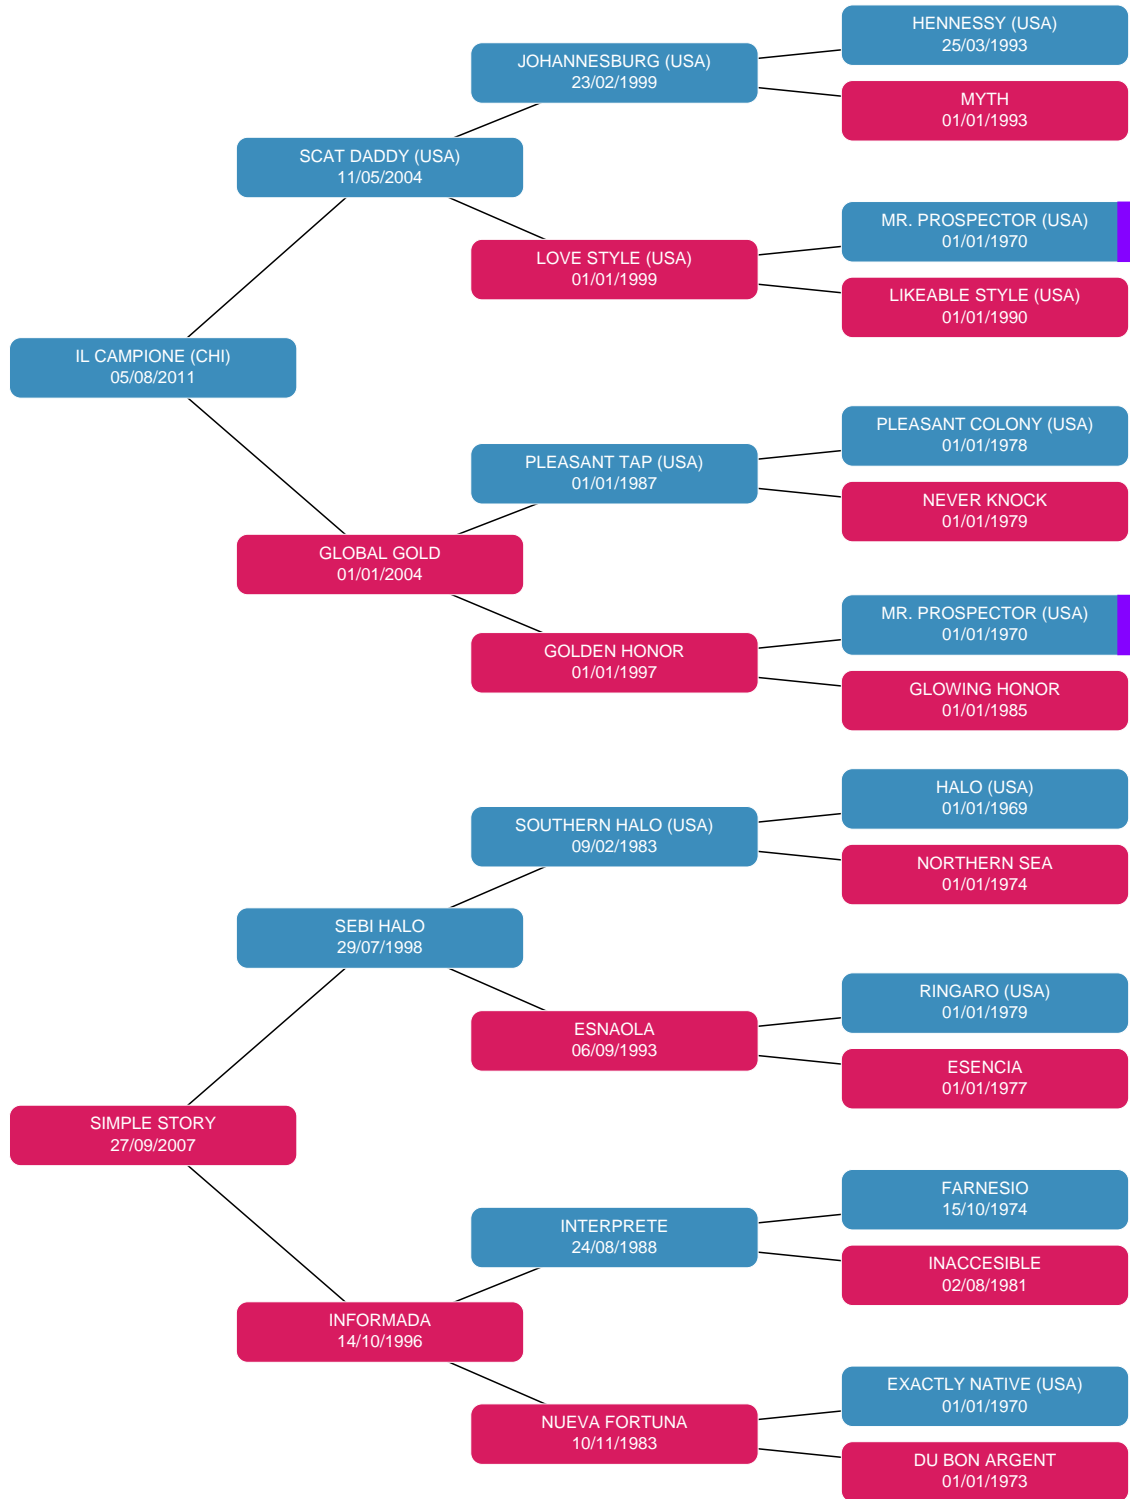 HENNESSY (USA)
25/03/1993
JOHANNESBURG (USA)
23/02/1999
MYTH
01/01/1993
SCAT DADDY (USA)
11/05/2004
MR. PROSPECTOR (USA)
01/01/1970
LOVE STYLE (USA)
01/01/1999
LIKEABLE STYLE (USA)
01/01/1990
IL CAMPIONE (CHI)
05/08/2011
PLEASANT COLONY (USA)
01/01/1978
PLEASANT TAP (USA)
01/01/1987
NEVER KNOCK
01/01/1979
GLOBAL GOLD
01/01/2004
MR. PROSPECTOR (USA)
01/01/1970
GOLDEN HONOR
01/01/1997
GLOWING HONOR
01/01/1985
HALO (USA)
01/01/1969
SOUTHERN HALO (USA)
09/02/1983
NORTHERN SEA
01/01/1974
SEBI HALO
29/07/1998
RINGARO (USA)
01/01/1979
ESNAOLA
06/09/1993
ESENCIA
01/01/1977
SIMPLE STORY
27/09/2007
FARNESIO
15/10/1974
INTERPRETE
24/08/1988
INACCESIBLE
02/08/1981
INFORMADA
14/10/1996
EXACTLY NATIVE (USA)
01/01/1970
NUEVA FORTUNA
10/11/1983
DU BON ARGENT
01/01/1973